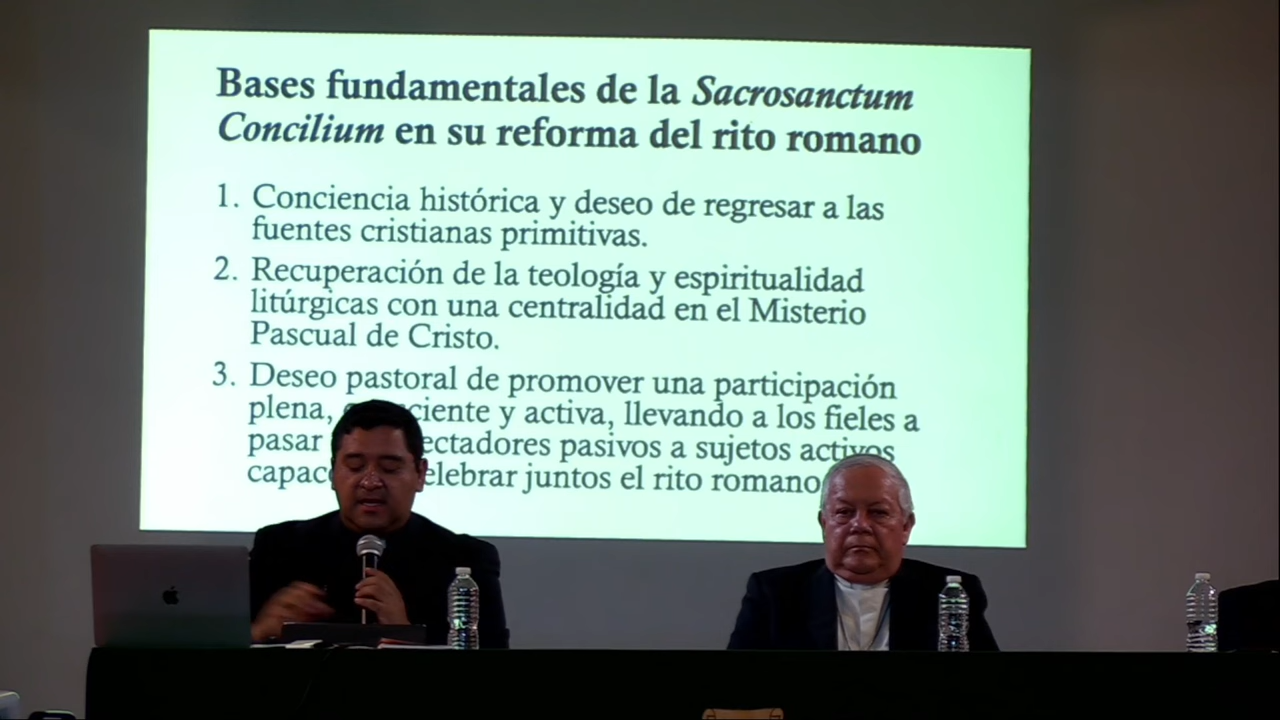 Bases fundamentales de la Sacrosanctum
Concilium en su reforma del rito romano
1. Conciencia histórica y deseo de regresar a las
fuentes cristianas primitivas.
2. Recuperación de la teología y espiritualidad
litúrgicas con una centralidad en el Misterio
Pascual de Cristo.
3. Deseo pastoral de promover una participación
plena, y activa, llevando a los fieles a
pasar pasivos a sujetos activos
juntos el rito romano